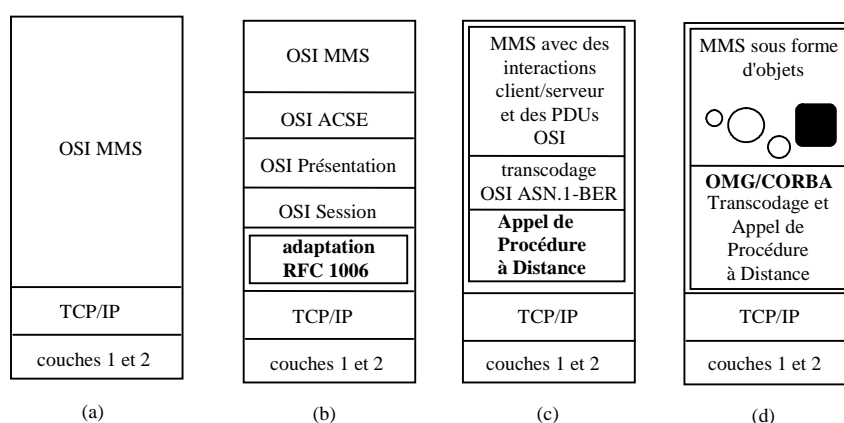 OSI MMS
TCP/IP
couches 1 et 2
(a)
OSI MMS
OSI ACSE
OSI Présentation
OSI Session
adaptation
RFC 1006
TCP/IP
couches 1 et 2
(b)
MMS avec des
interactions
client/serveur
et des PDUs
OSI
transcodage
OSI ASN.1-BER
Appel de
Procédure
à Distance
TCP/IP
couches 1 et 2
(c)
MMS sous forme
d'objets
OMG/CORBA
Transcodage et
Appel de
Procédure
à Distance
TCP/IP
couches 1 et 2
(d)